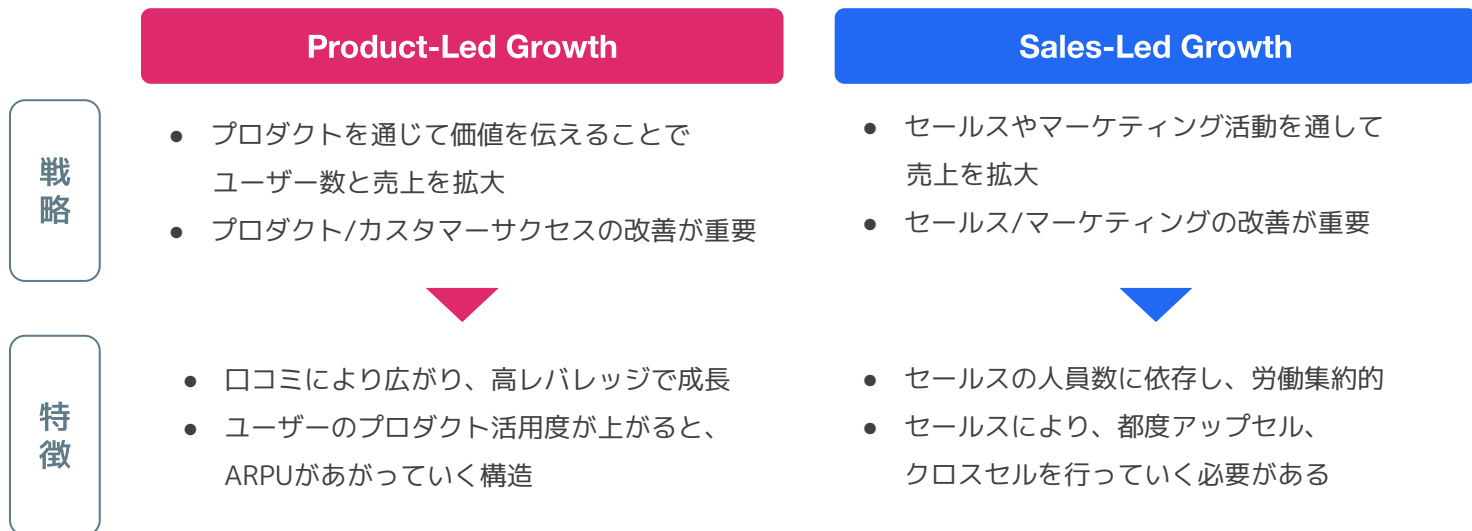 Product-Led Growth
Sales-Led Growth
戦略
● プロダクトを通じて価値を伝えることで
ユーザー数と売上を拡大
● プロダクト/カスタマーサクセスの改善が重要
● セールスやマーケティング活動を通して
売上を拡大
● セールス/マーケティングの改善が重要
特徴
● 口コミにより広がり、高レバレッジで成長
● ユーザーのプロダクト活用度が上がると、
ARPUがあがっていく構造
● セールスの人員数に依存し、労働集約的
● セールスにより、都度アップセル、
クロスセルを行っていく必要がある